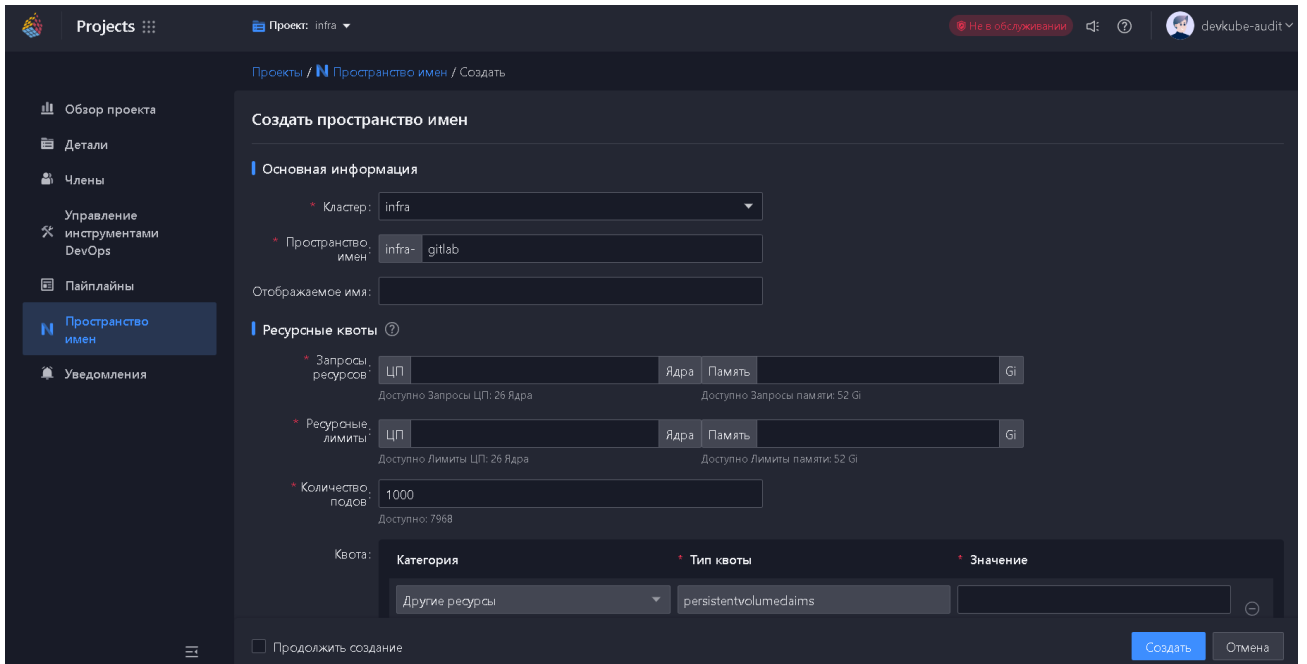 Projects
Проект: infra
Не в обслуживании
devkube-audit
Проекты / Пространство имен / Создать
Обзор проекта
Детали
Члены
Управление
инструментами
DevOps
Пайплайны
Пространство
имен
Уведомления
Создать пространство имен
Основная информация
* Кластер: infra
* Пространство
имен: infra- gitlab
Отображаемое имя:
Ресурсные квоты ?
* Запросы
ресурсов: ЦП Ядра Память Gi
Доступно Запросы ЦП: 26 Ядра Доступно Запросы памяти: 52 Gi
* Ресурсные
лимиты: ЦП Ядра Память Gi
Доступно Лимиты ЦП: 26 Ядра Доступно Лимиты памяти: 52 Gi
* Количество
подов: 1000
Доступно: 7968
Квота: Категория * Тип квоты * Значение
Другие ресурсы persistentvolumeclaims
Продолжить создание
Создать Отмена